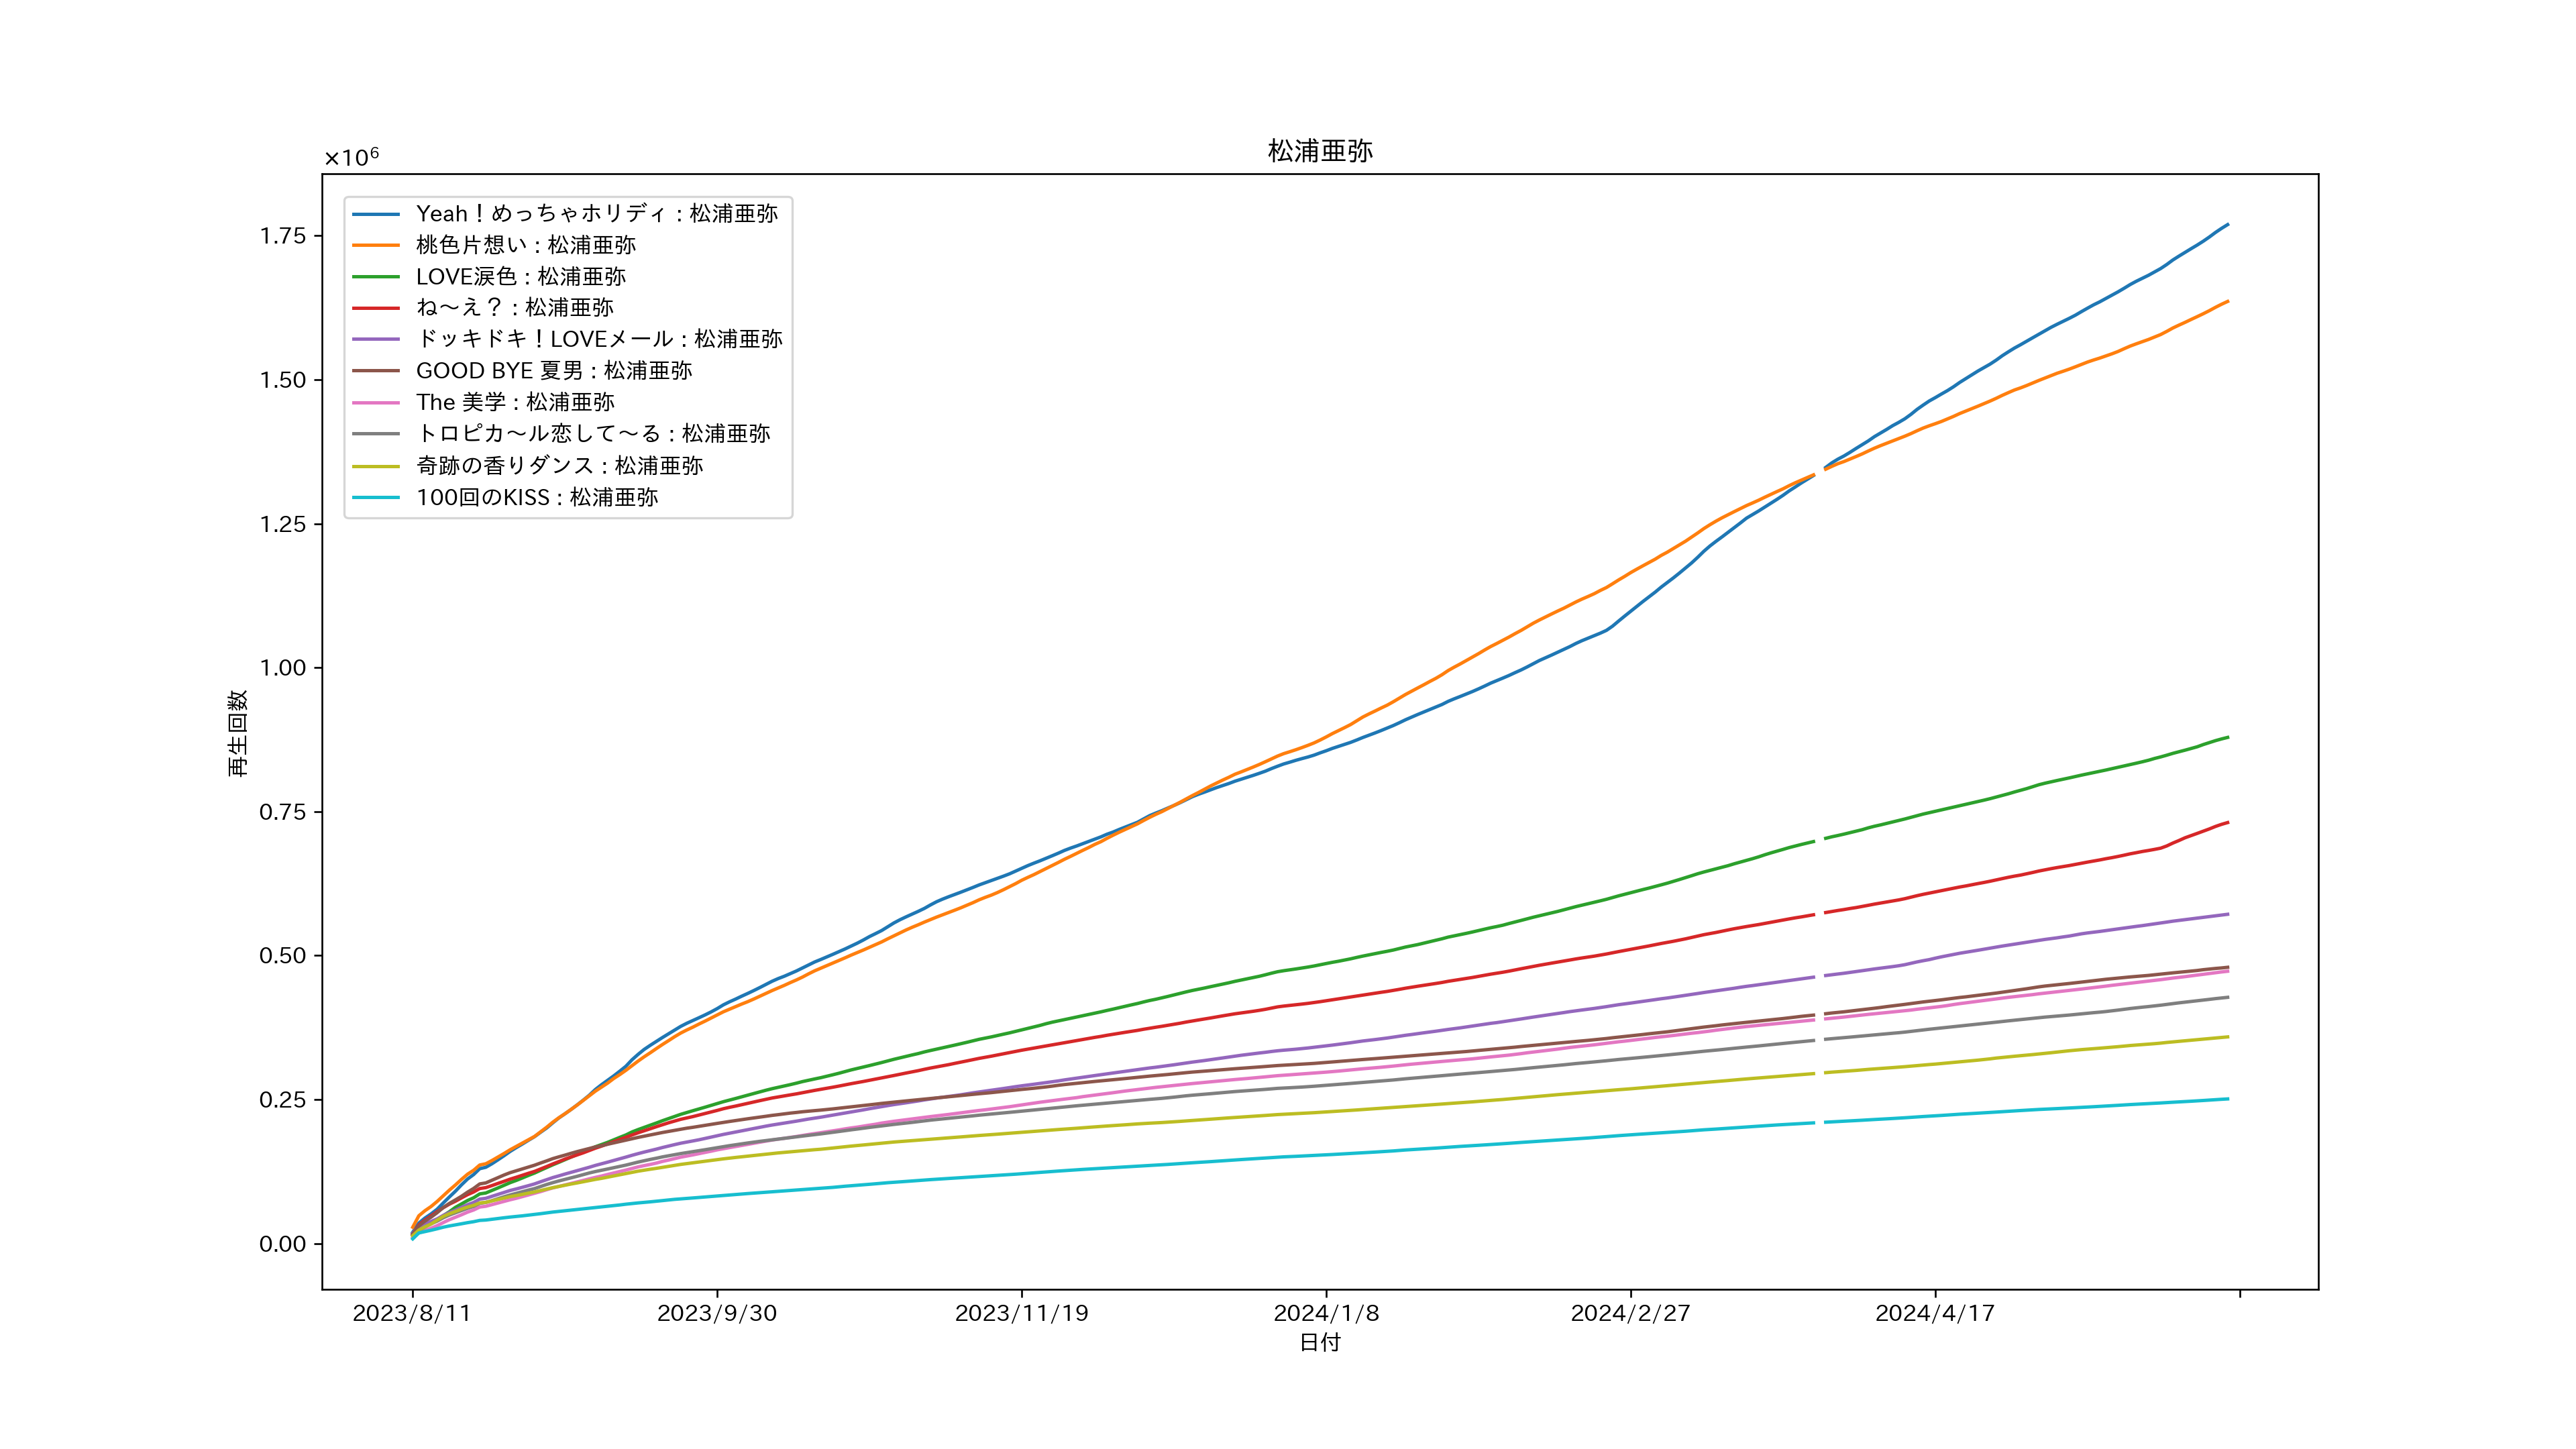 松浦亜弥
×10⁶
1.75
1.50
1.25
1.00
0.75
0.50
0.25
0.00
再生回数
Yeah！めっちゃホリディ : 松浦亜弥
桃色片想い : 松浦亜弥
LOVE涙色 : 松浦亜弥
ね〜え？ : 松浦亜弥
ドッキドキ！LOVEメール : 松浦亜弥
GOOD BYE 夏男 : 松浦亜弥
The 美学 : 松浦亜弥
トロピカ〜ル恋して〜る : 松浦亜弥
奇跡の香りダンス : 松浦亜弥
100回のKISS : 松浦亜弥
2023/8/11
2023/9/30
2023/11/19
2024/1/8
2024/2/27
2024/4/17
日付